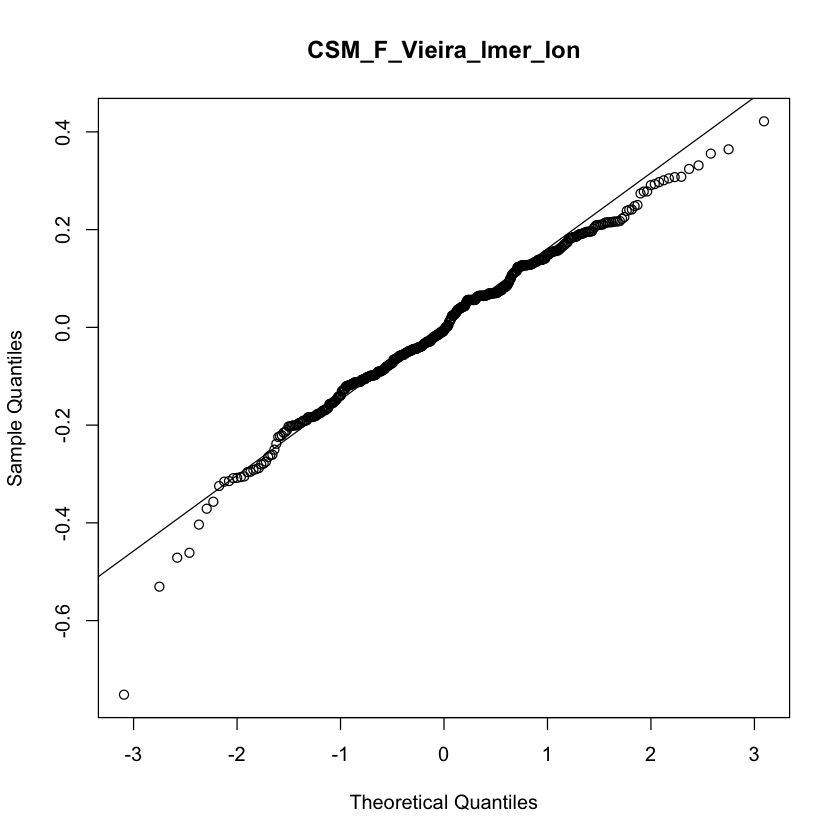 CSM_F_Vieira_lmer_lon
0.4
0.2
0.0
-0.2
-0.4
-0.6
Sample Quantiles
-3 -2 -1 0 1 2 3
Theoretical Quantiles